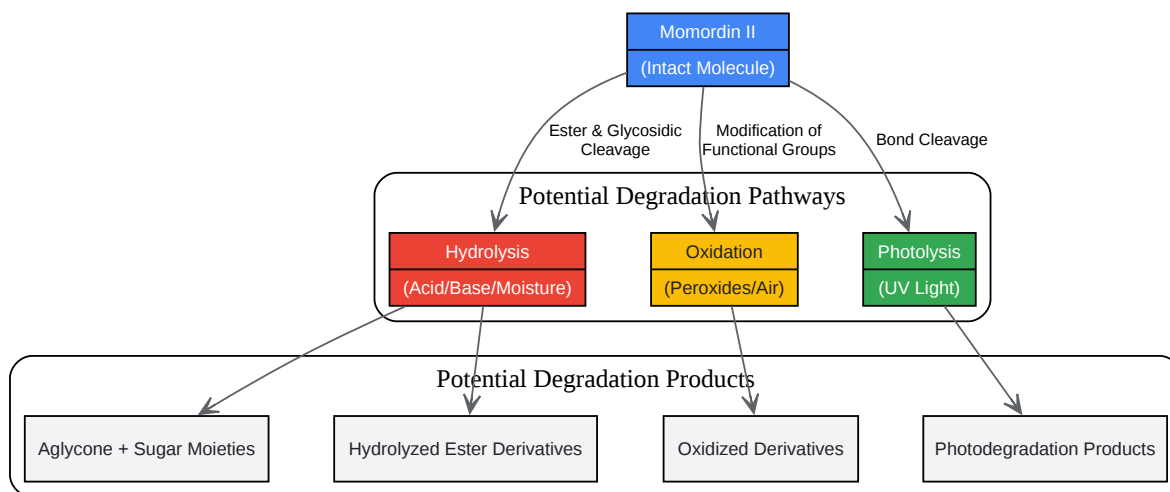 Momordin II
(Intact Molecule)
Ester & Glycosidic
Cleavage
Modification of
Functional Groups
Bond Cleavage
Potential Degradation Pathways
Hydrolysis
(Acid/Base/Moisture)
Oxidation
(Peroxides/Air)
Photolysis
(UV Light)
Potential Degradation Products
Aglycone + Sugar Moieties
Hydrolyzed Ester Derivatives
Oxidized Derivatives
Photodegradation Products